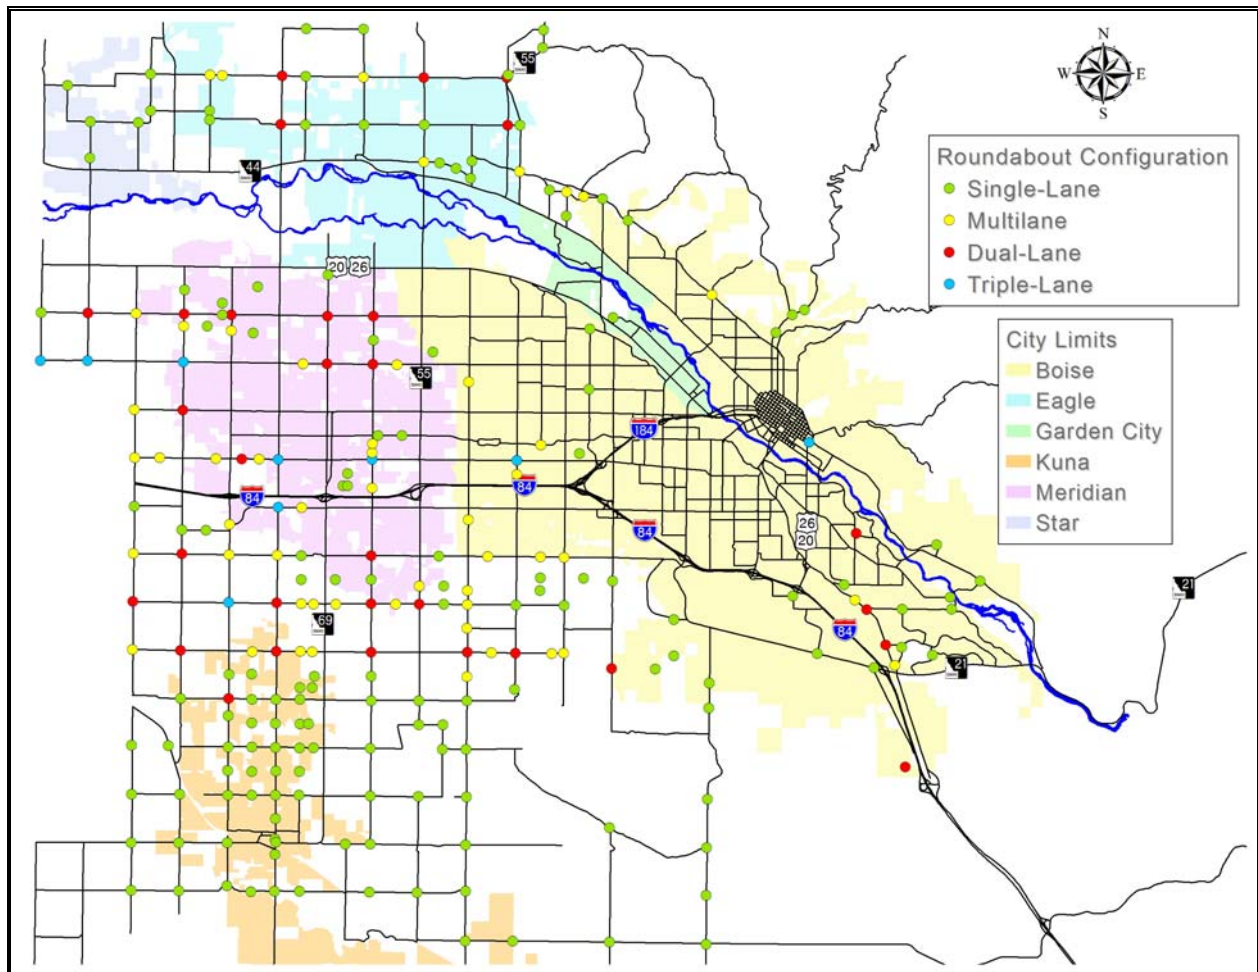 N
W E
S
55
Roundabout Configuration
Single-Lane
Multilane
Dual-Lane
Triple-Lane
44
20 26
City Limits
Boise
Eagle
Garden City
Kuna
Meridian
Star
55
184
84
84
84
26
20
21
69
84
21